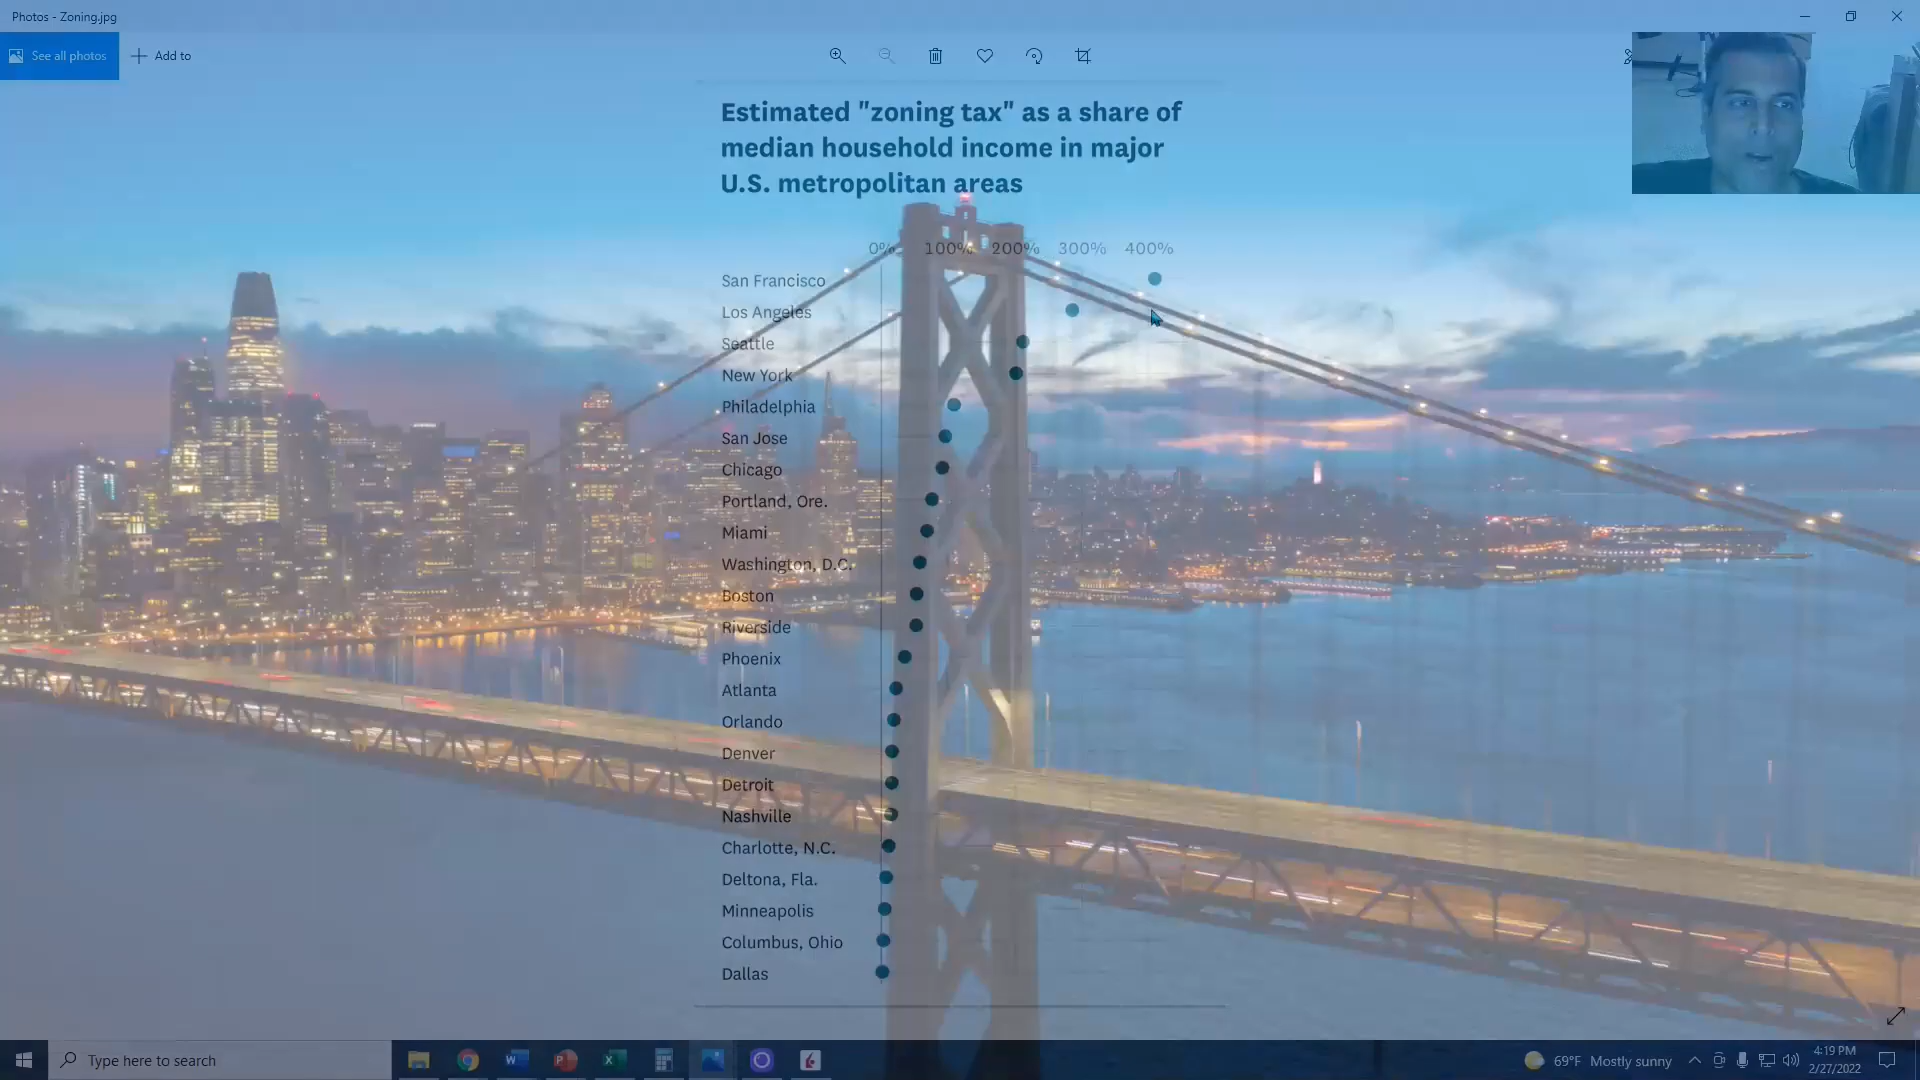 Photos - Zoning.jpg
See all photos
Add to
Estimated "zoning tax" as a share of
median household income in major
U.S. metropolitan areas
0% 100% 200% 300% 400%
San Francisco
Los Angeles
Seattle
New York
Philadelphia
San Jose
Chicago
Portland, Ore.
Miami
Washington, D.C.
Boston
Riverside
Phoenix
Atlanta
Orlando
Denver
Detroit
Nashville
Charlotte, N.C.
Deltona, Fla.
Minneapolis
Columbus, Ohio
Dallas
Type here to search
69°F Mostly sunny
4:19 PM
2/27/2022